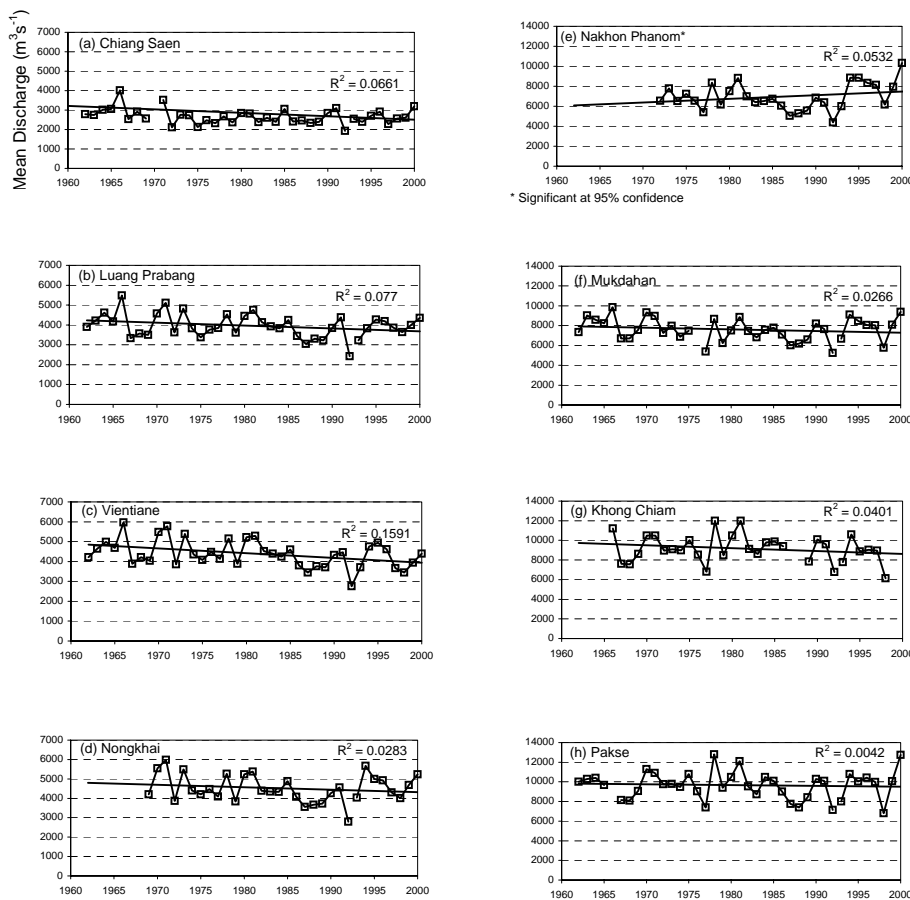 Mean Discharge (m³s⁻¹)
(a) Chiang Saen
R² = 0.0661
7000
6000
5000
4000
3000
2000
1000
0
1960 1965 1970 1975 1980 1985 1990 1995 2000
(e) Nakhon Phanom*
R² = 0.0532
14000
12000
10000
8000
6000
4000
2000
0
1960 1965 1970 1975 1980 1985 1990 1995 2000
* Significant at 95% confidence
(b) Luang Prabang
R² = 0.077
7000
6000
5000
4000
3000
2000
1000
0
1960 1965 1970 1975 1980 1985 1990 1995 2000
(f) Mukdahan
R² = 0.0266
14000
12000
10000
8000
6000
4000
2000
0
1960 1965 1970 1975 1980 1985 1990 1995 2000
(c) Vientiane
R² = 0.1591
7000
6000
5000
4000
3000
2000
1000
0
1960 1965 1970 1975 1980 1985 1990 1995 2000
(g) Khong Chiam
R² = 0.0401
14000
12000
10000
8000
6000
4000
2000
0
1960 1965 1970 1975 1980 1985 1990 1995 2000
(d) Nongkhai
R² = 0.0283
7000
6000
5000
4000
3000
2000
1000
0
1960 1965 1970 1975 1980 1985 1990 1995 2000
(h) Pakse
R² = 0.0042
14000
12000
10000
8000
6000
4000
2000
0
1960 1965 1970 1975 1980 1985 1990 1995 2000